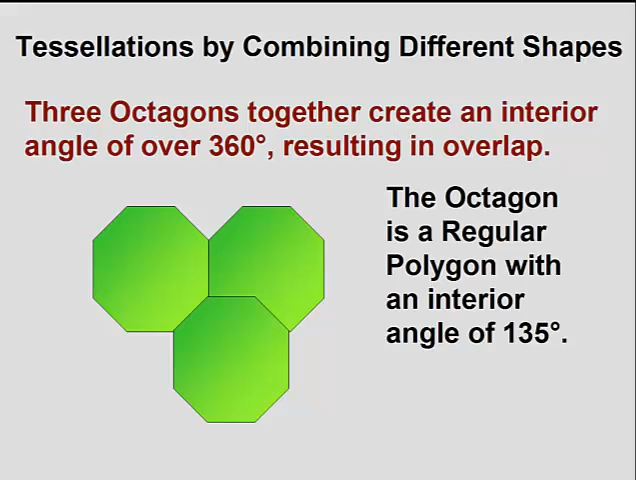 Tessellations by Combining Different Shapes
Three Octagons together create an interior
angle of over 360°, resulting in overlap.
The Octagon
is a Regular
Polygon with
an interior
angle of 135°.